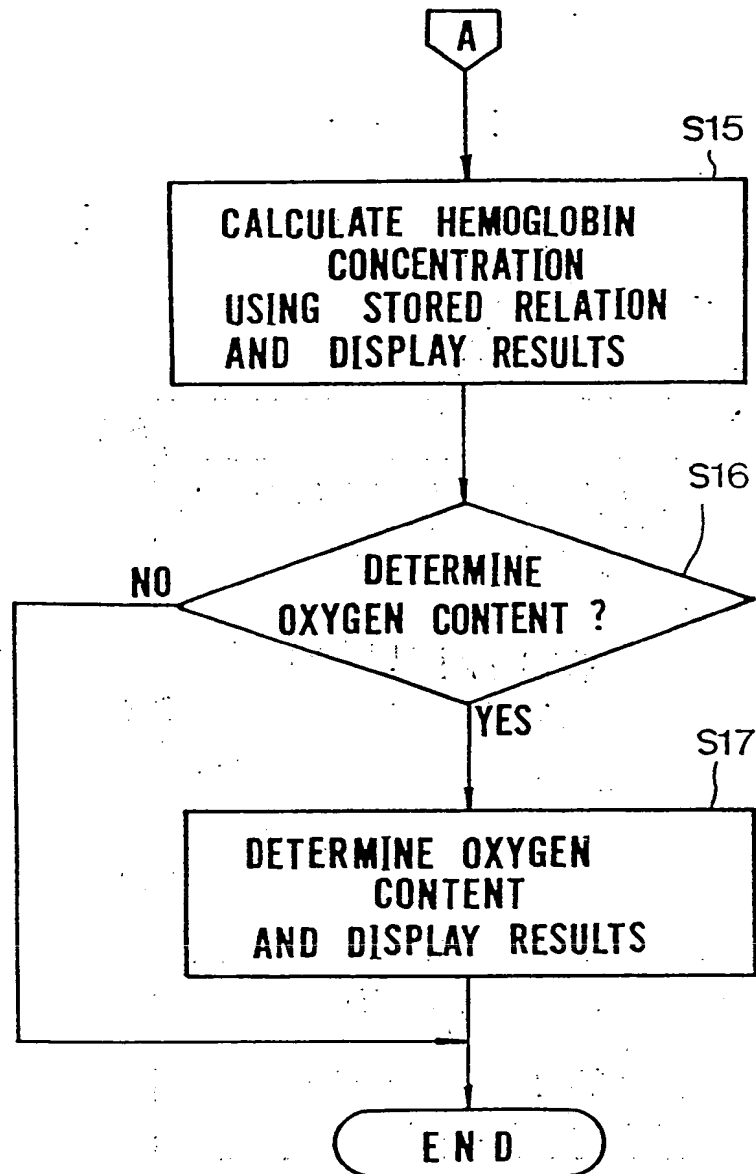 A
S15
CALCULATE HEMOGLOBIN
CONCENTRATION
USING STORED RELATION
AND DISPLAY RESULTS
S16
NO
DETERMINE
OXYGEN CONTENT ?
YES
S17
DETERMINE OXYGEN
CONTENT
AND DISPLAY RESULTS
END